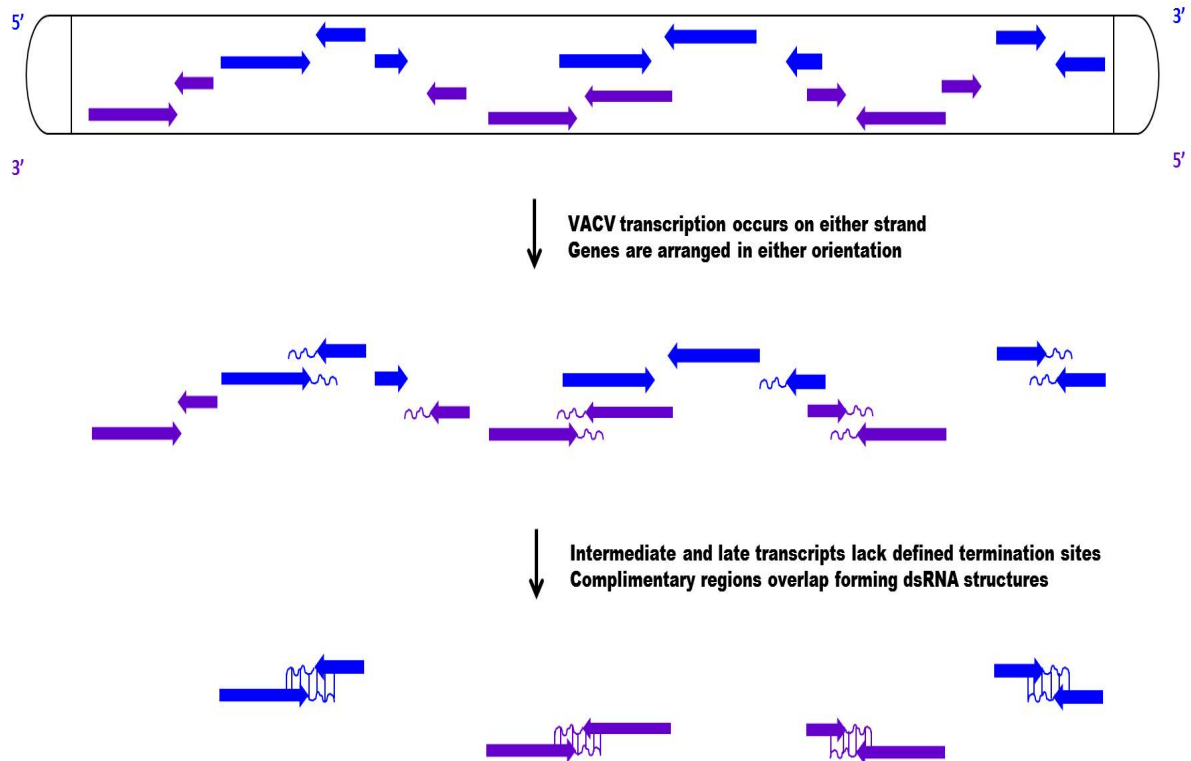 5’ 3’
3’ 5’
VACV transcription occurs on either strand
Genes are arranged in either orientation
Intermediate and late transcripts lack defined termination sites
Complimentary regions overlap forming dsRNA structures